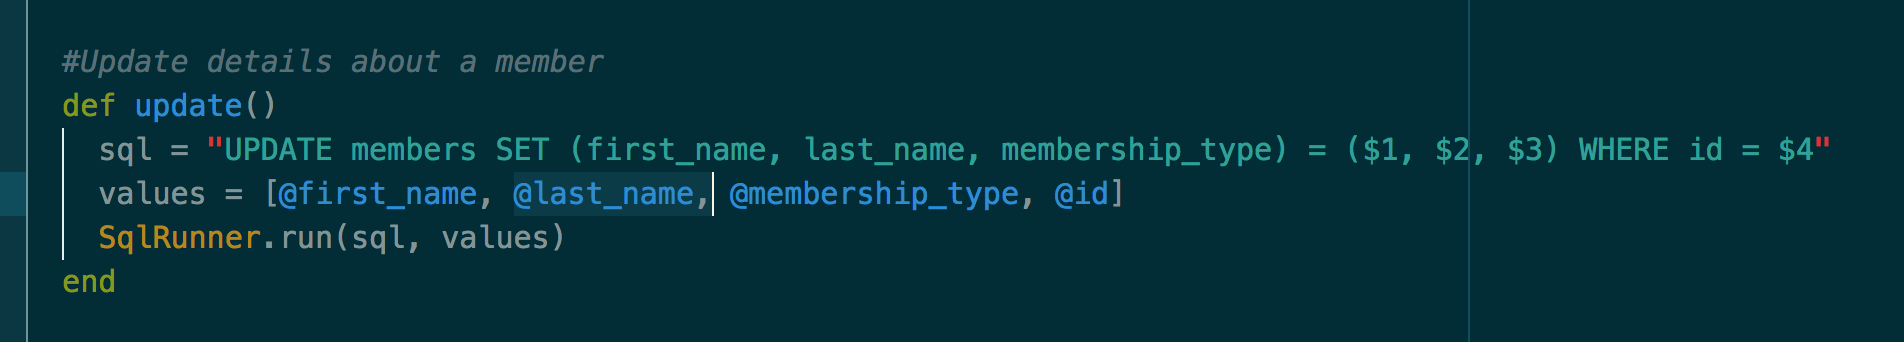 #Update details about a member
def update()
sql = "UPDATE members SET (first_name, last_name, membership_type) = ($1, $2, $3) WHERE id = $4"
values = [@first_name, @last_name, @membership_type, @id]
SqlRunner.run(sql, values)
end